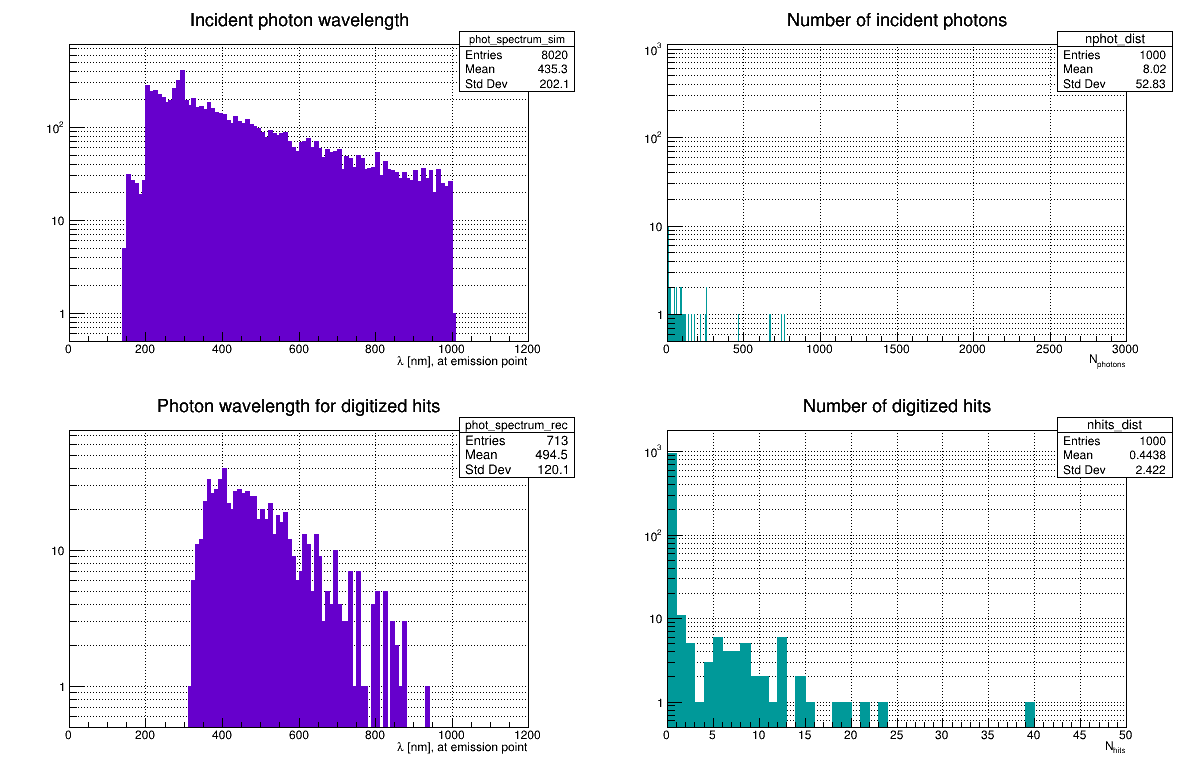 Incident photon wavelength
phot_spectrum_sim
Entries 8020
Mean 435.3
Std Dev 202.1
10²
10
1
0 200 400 600 800 1000 1200
λ [nm], at emission point
Number of incident photons
nphot_dist
Entries 1000
Mean 8.02
Std Dev 52.83
10³
10²
10
1
0 500 1000 1500 2000 2500 3000
N_photons
Photon wavelength for digitized hits
phot_spectrum_rec
Entries 713
Mean 494.5
Std Dev 120.1
10
1
0 200 400 600 800 1000 1200
λ [nm], at emission point
Number of digitized hits
nhits_dist
Entries 1000
Mean 0.4438
Std Dev 2.422
10³
10²
10
1
0 5 10 15 20 25 30 35 40 45 50
N_hits